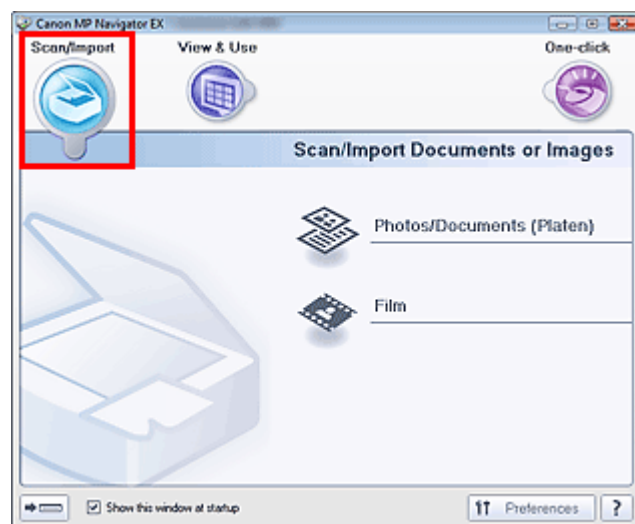 Canon MP Navigator EX
Scan/Import View & Use One-click
Scan/Import Documents or Images
Photos/Documents (Platen)
Film
Show this window at startup Preferences ?